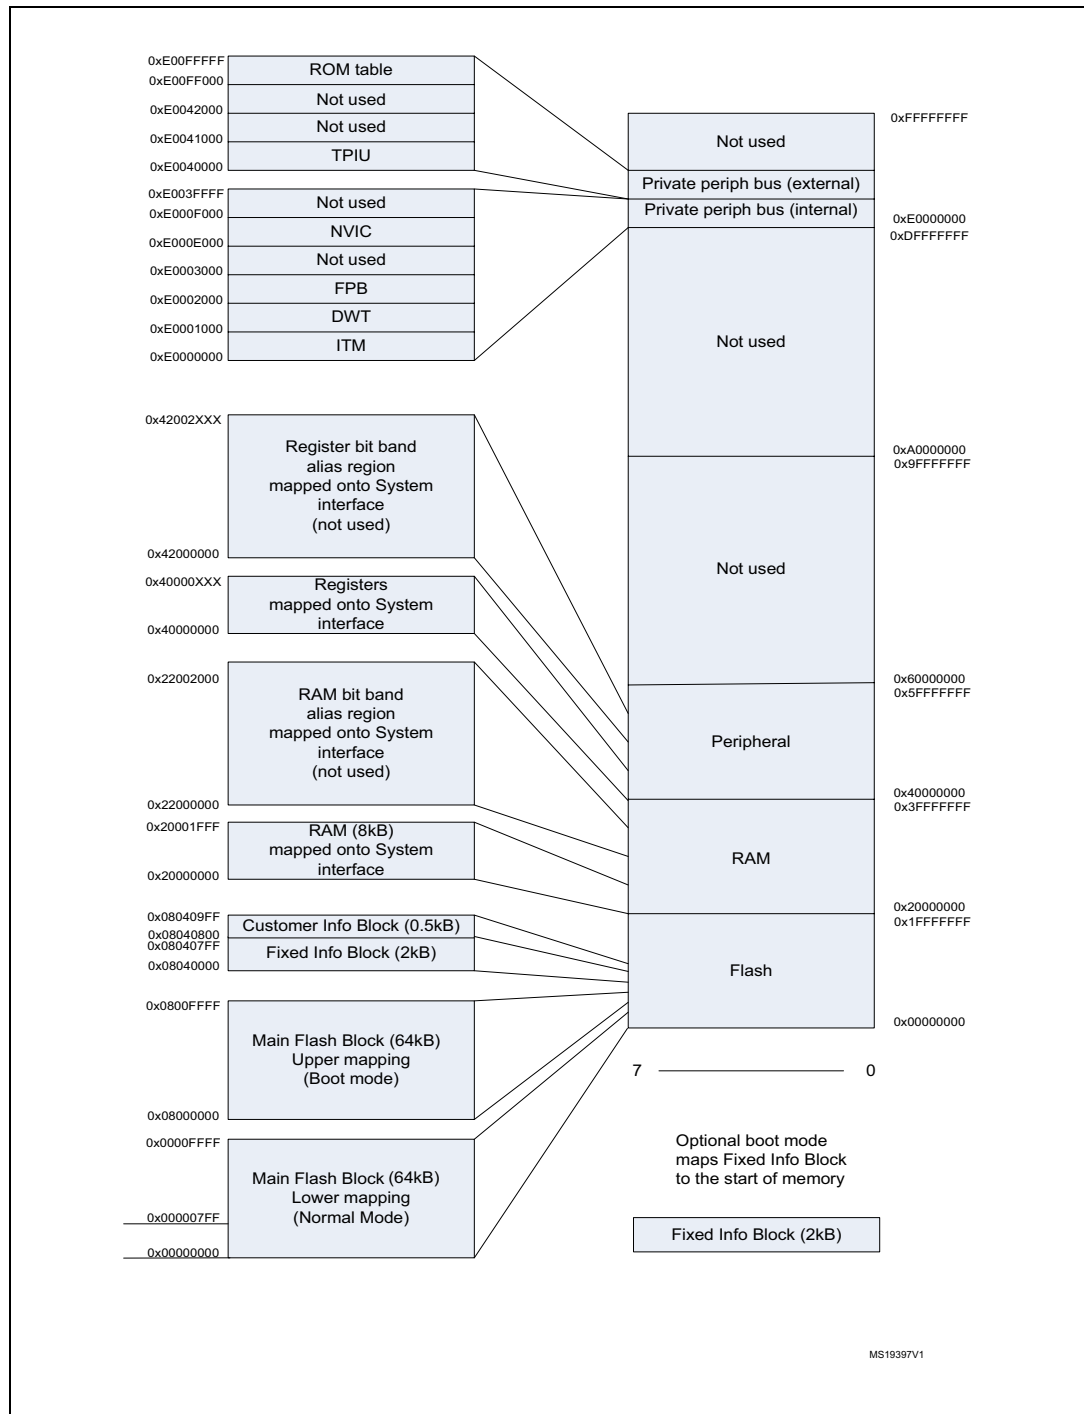 0xE00FFFFF
ROM table
0xE00FF000
Not used
0xE0042000
Not used
0xE0041000
TPIU
0xE0040000
0xE003FFFF
Not used
0xE000F000
NVIC
0xE000E000
Not used
0xE0003000
FPB
0xE0002000
DWT
0xE0001000
ITM
0xE0000000
0x42002XXX
Register bit band
alias region
mapped onto System
interface
(not used)
0x42000000
0x40000XXX
Registers
mapped onto System
interface
0x40000000
0x22002000
RAM bit band
alias region
mapped onto System
interface
(not used)
0x22000000
0x20001FFF
RAM (8kB)
mapped onto System
interface
0x20000000
0x080409FF
Customer Info Block (0.5kB)
0x08040800
0x080407FF
Fixed Info Block (2kB)
0x08040000
0x0800FFFF
Main Flash Block (64kB)
Upper mapping
(Boot mode)
0x08000000
0x0000FFFF
Main Flash Block (64kB)
Lower mapping
(Normal Mode)
0x000007FF
0x00000000
0xFFFFFFFF
Not used
Private periph bus (external)
Private periph bus (internal)
0xE0000000
0xDFFFFFFF
Not used
0xA0000000
0x9FFFFFFF
Not used
0x60000000
0x5FFFFFFF
Peripheral
0x40000000
0x3FFFFFFF
RAM
0x20000000
0x1FFFFFFF
Flash
0x00000000
7 0
Optional boot mode
maps Fixed Info Block
to the start of memory
Fixed Info Block (2kB)
MS19397V1